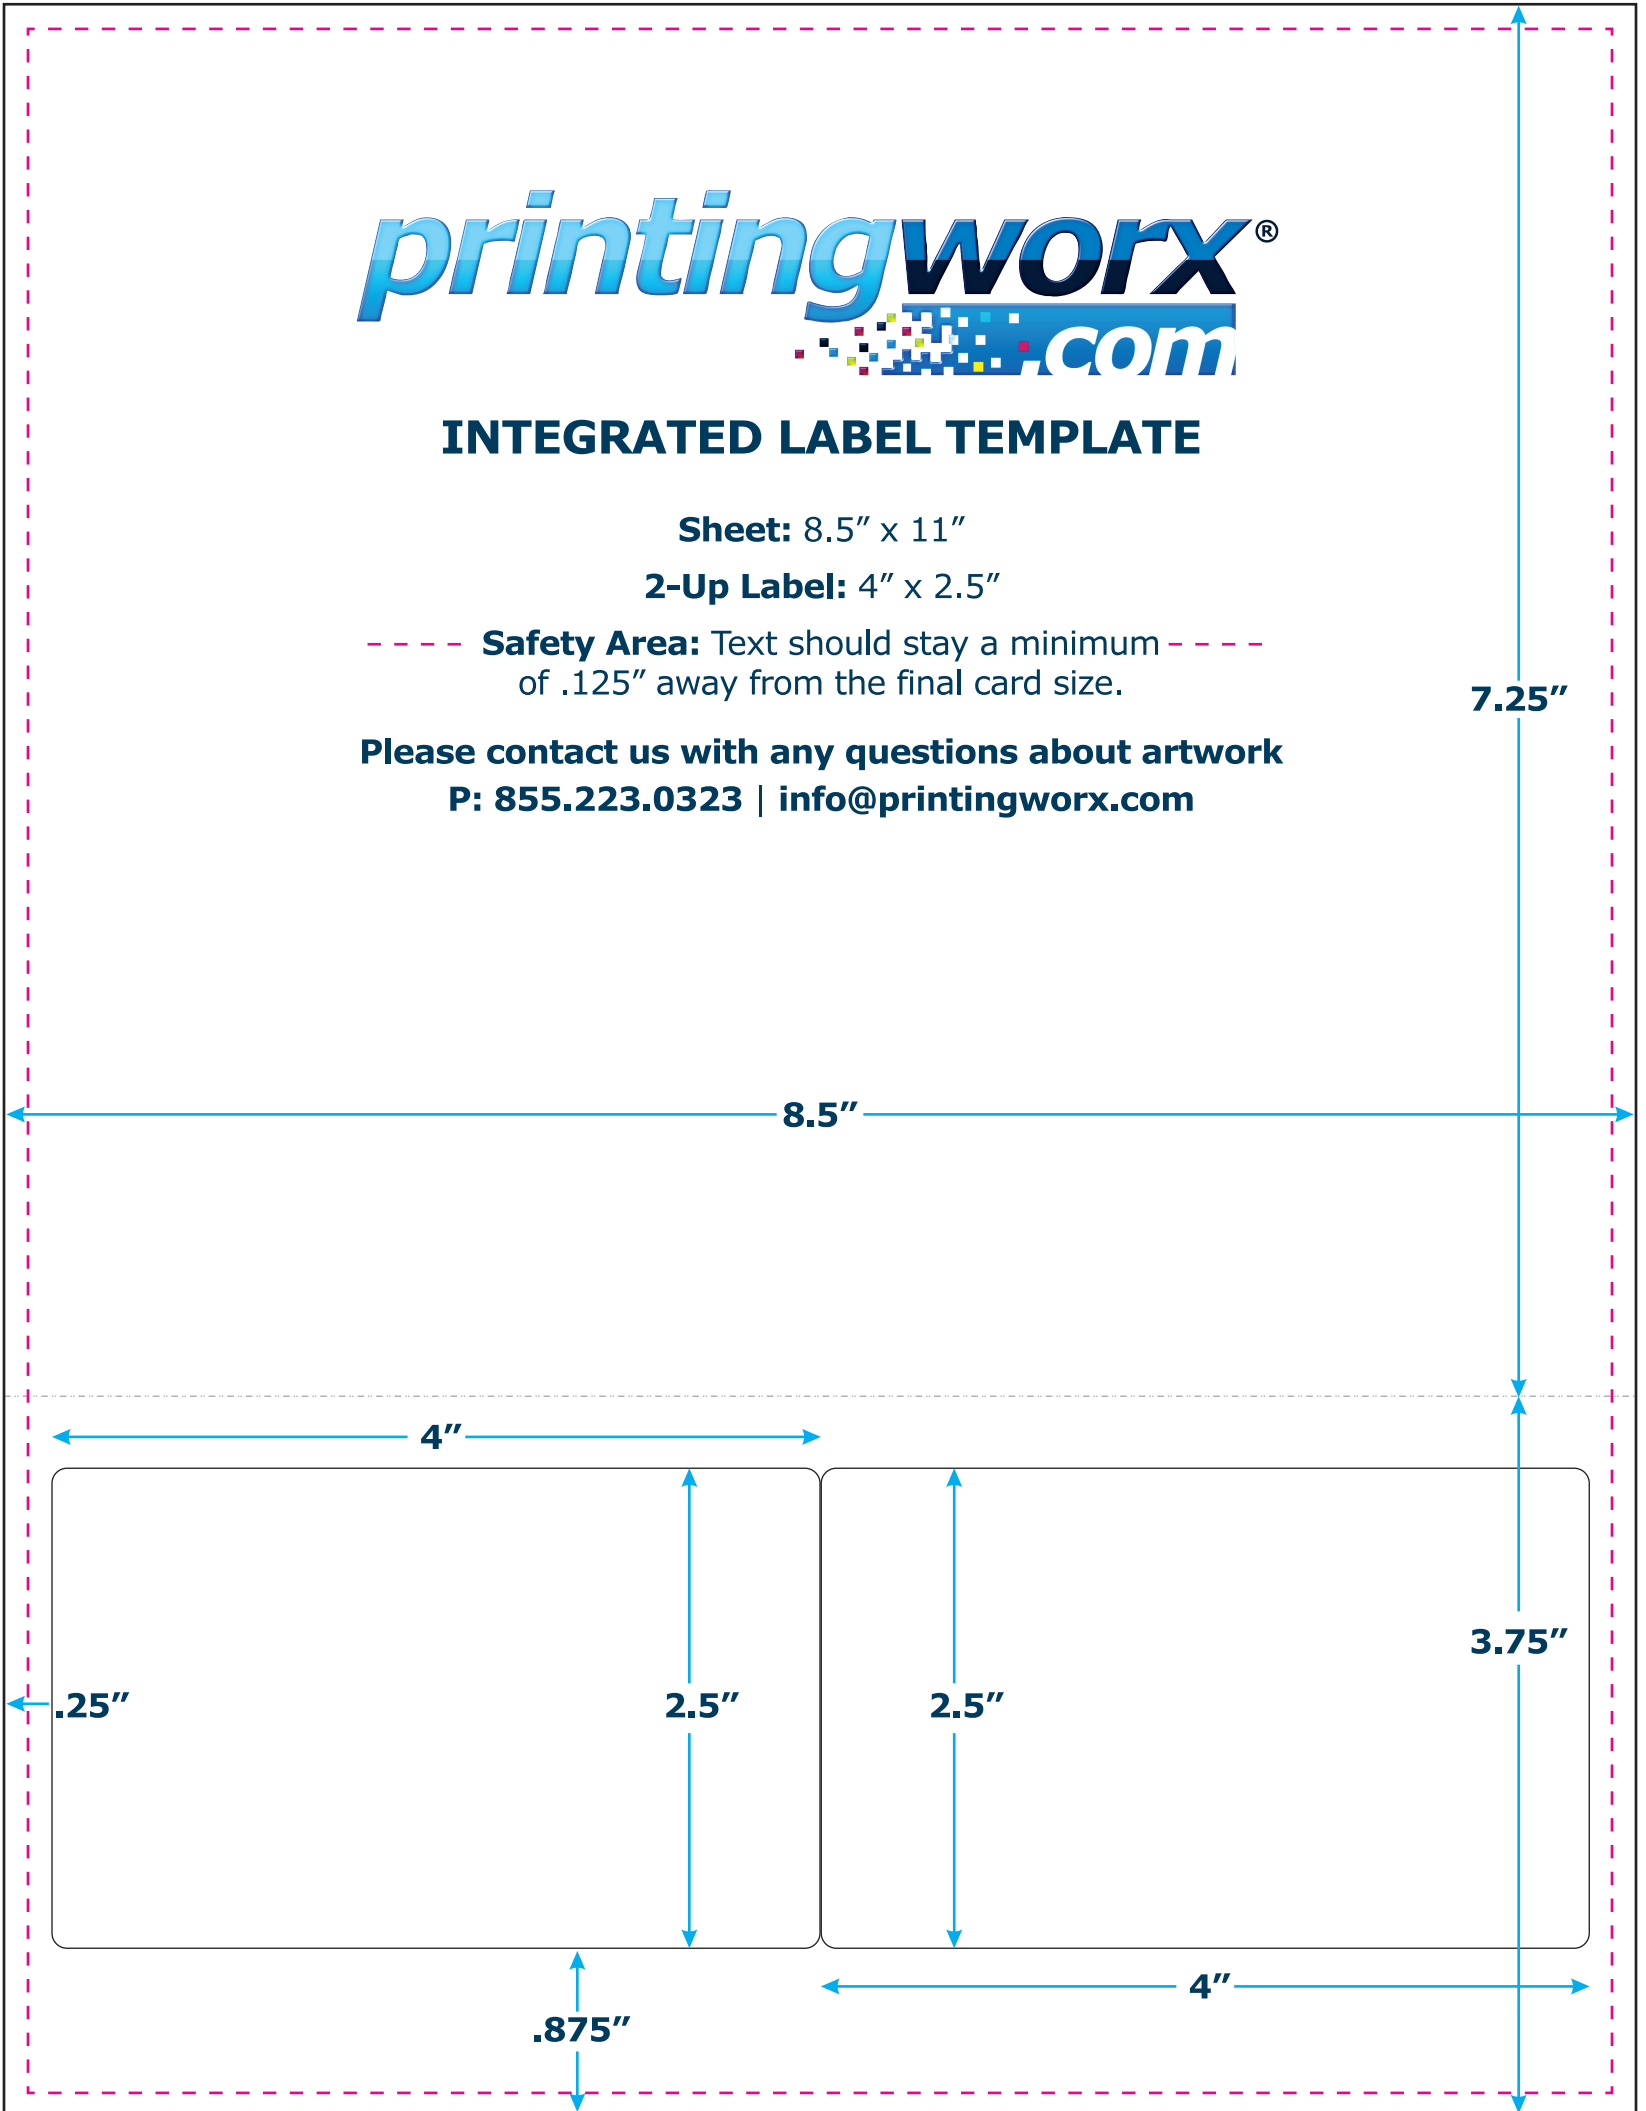 printingworx®
.com
INTEGRATED LABEL TEMPLATE
Sheet: 8.5” x 11”
2-Up Label: 4” x 2.5”
Safety Area: Text should stay a minimum
of .125” away from the final card size.
7.25”
Please contact us with any questions about artwork
P: 855.223.0323 | info@printingworx.com
8.5”
4”
3.75”
.25”
2.5”
2.5”
4”
.875”